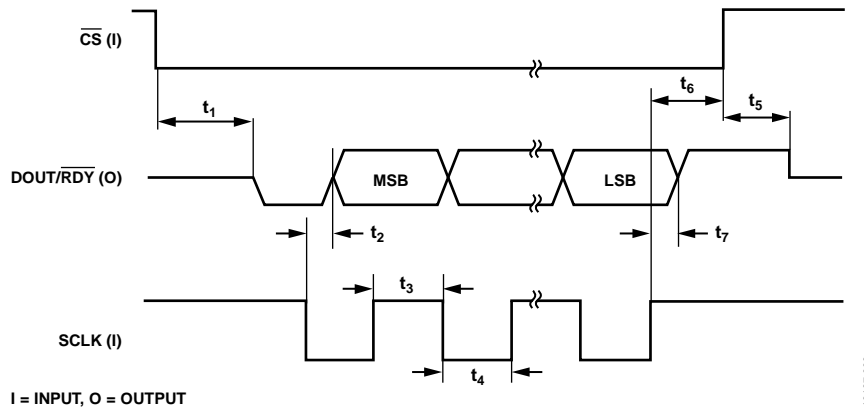 CS (I)
t6
t1
t5
DOUT/RDY (O)
MSB
LSB
t2
t7
t3
SCLK (I)
t4
I = INPUT, O = OUTPUT